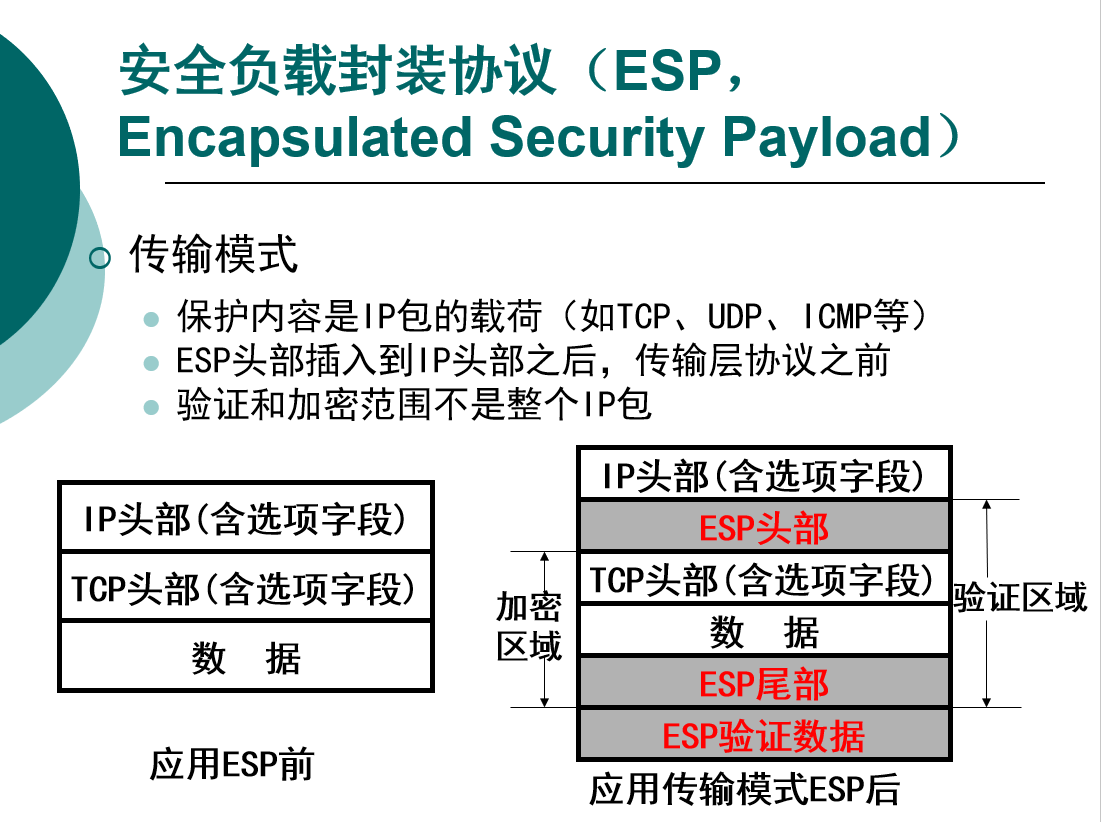 安全负载封装协议（ESP，
Encapsulated Security Payload）
传输模式
保护内容是IP包的载荷（如TCP、UDP、ICMP等）
ESP头部插入到IP头部之后，传输层协议之前
验证和加密范围不是整个IP包
IP头部(含选项字段)
TCP头部(含选项字段)
数 据
应用ESP前
加密
区域
IP头部(含选项字段)
ESP头部
TCP头部(含选项字段)
数 据
ESP尾部
ESP验证数据
验证区域
应用传输模式ESP后